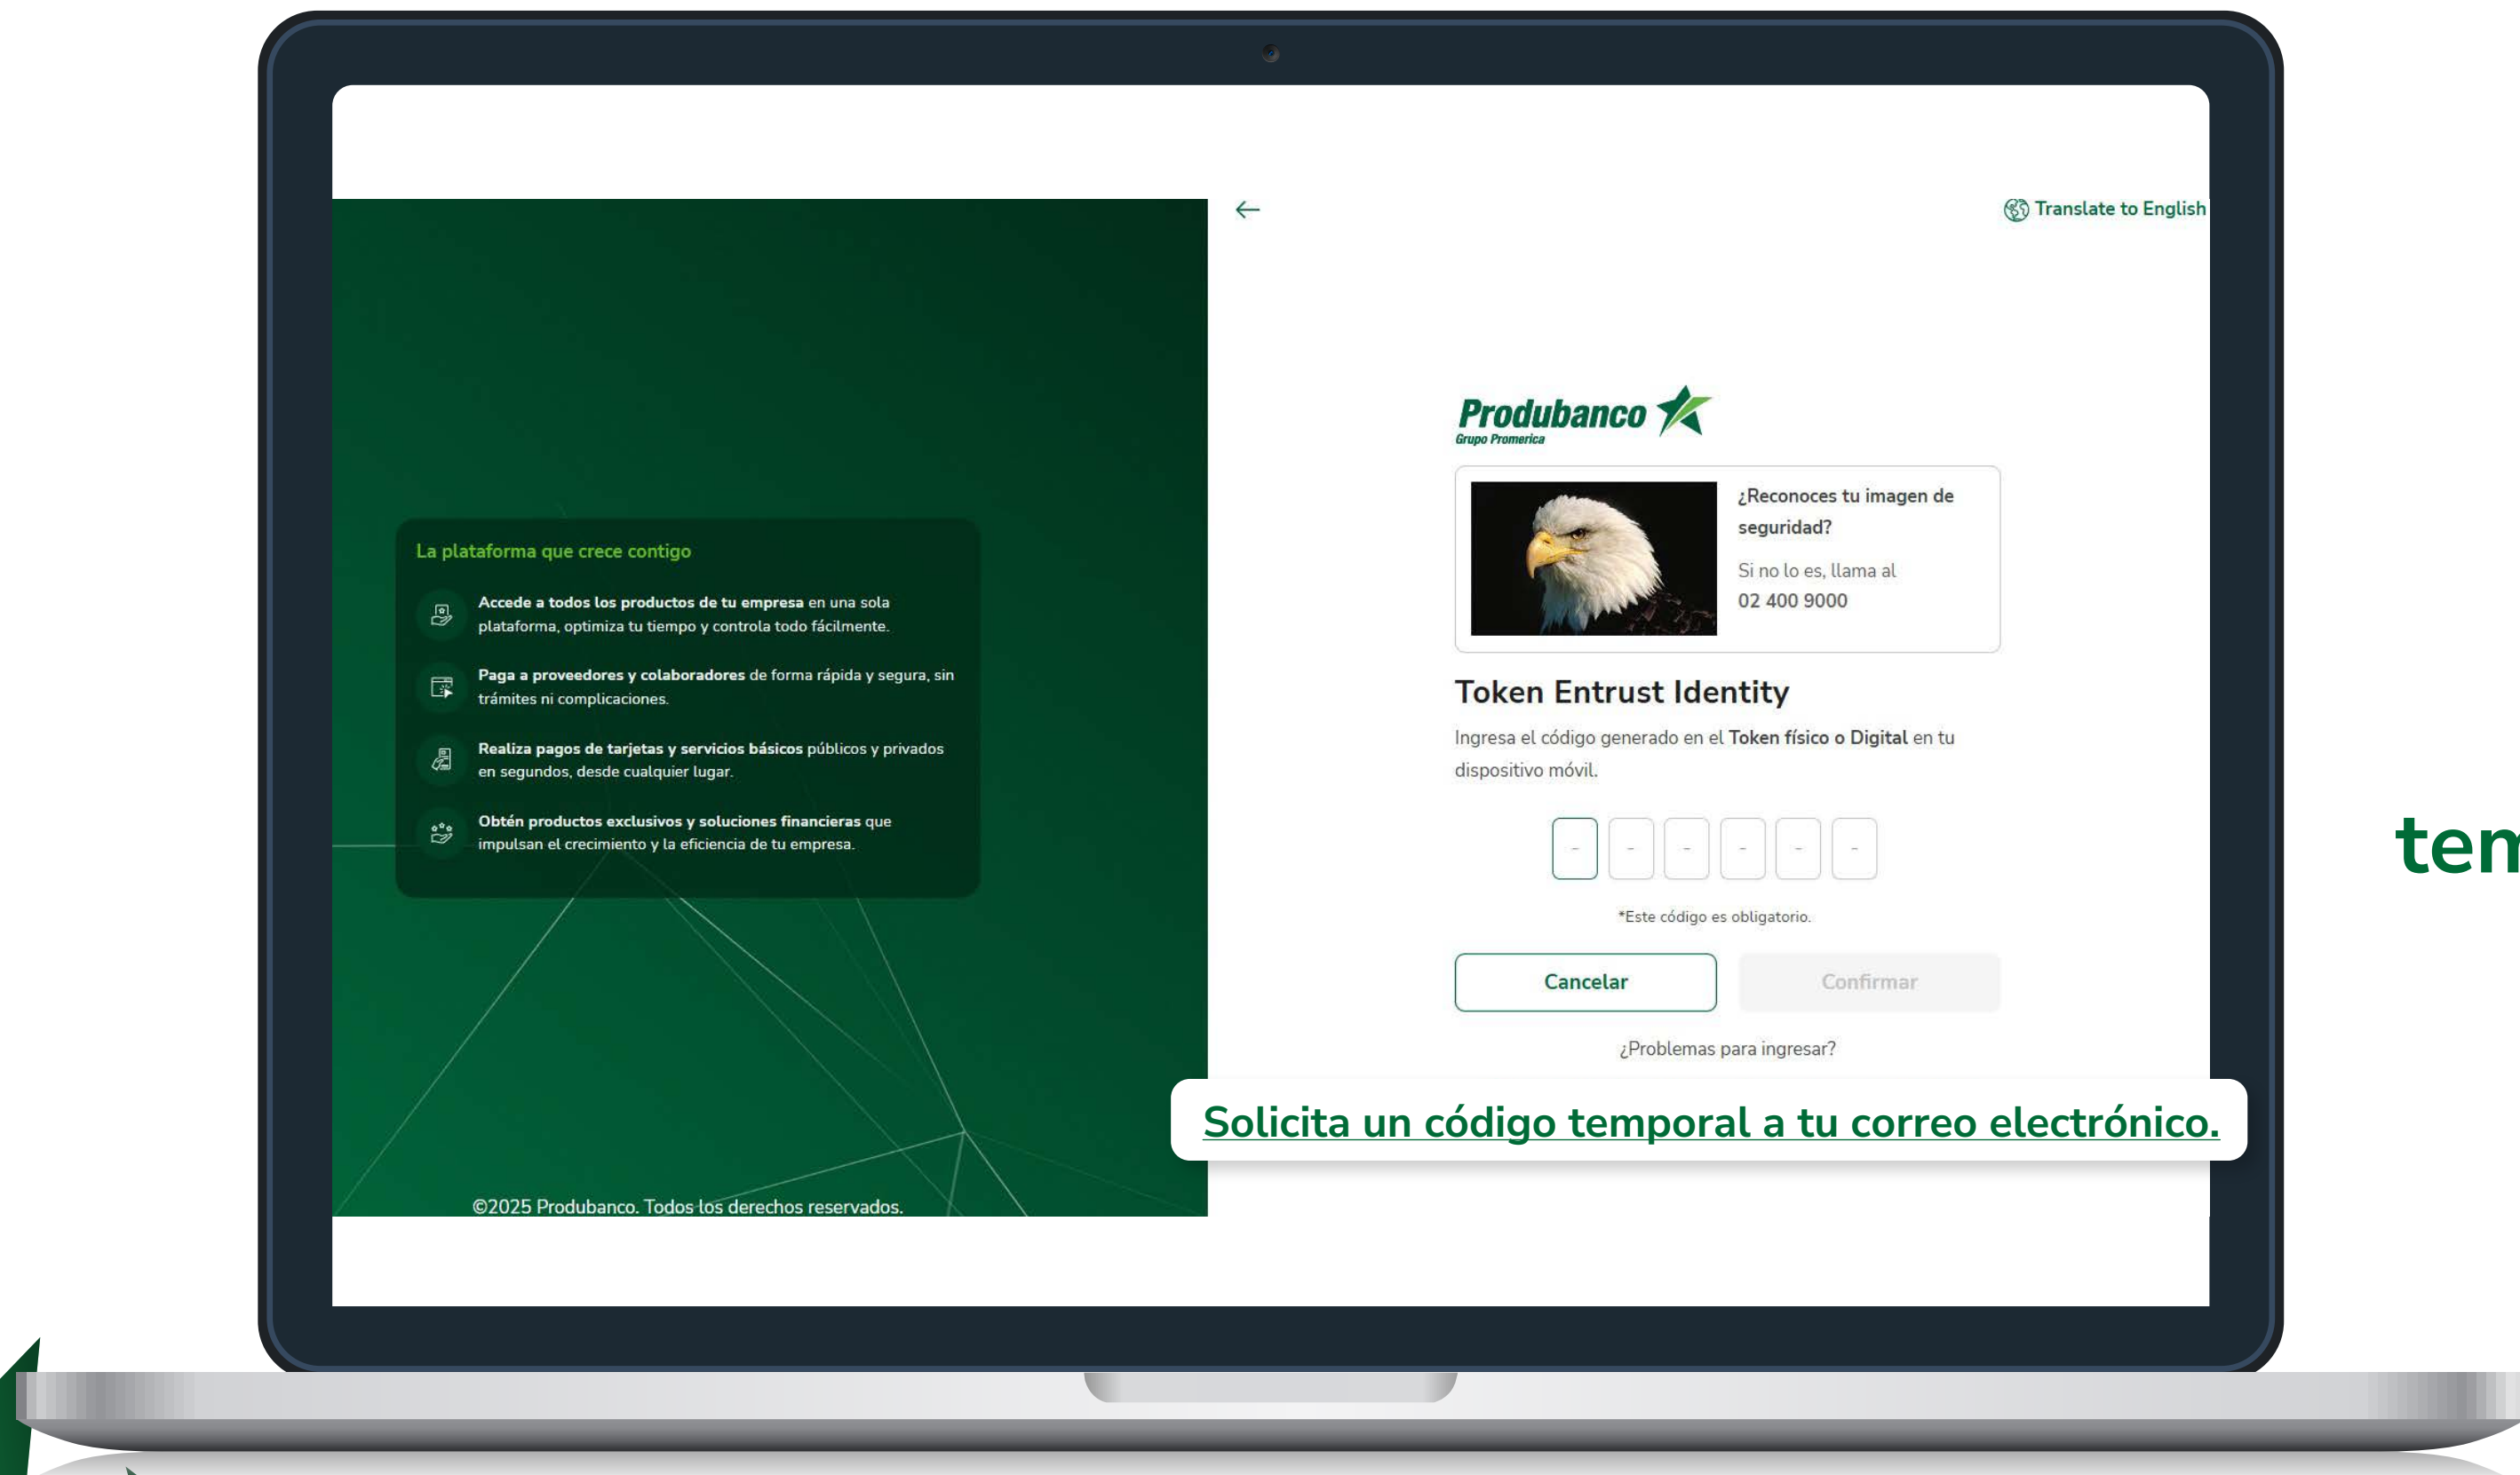 Translate to English
Produbanco
Grupo Promerica
¿Reconoces tu imagen de
seguridad?
Si no lo es, llama al
02 400 9000
La plataforma que crece contigo
Accede a todos los productos de tu empresa en una sola
plataforma, optimiza tu tiempo y controla todo fácilmente.
Paga a proveedores y colaboradores de forma rápida y segura, sin
trámites ni complicaciones.
Realiza pagos de tarjetas y servicios básicos públicos y privados
en segundos, desde cualquier lugar.
Obtén productos exclusivos y soluciones financieras que
impulsan el crecimiento y la eficiencia de tu empresa.
©2025 Produbanco. Todos los derechos reservados.
Token Entrust Identity
Ingresa el código generado en el Token físico o Digital en tu
dispositivo móvil.
- - - - - -
*Este código es obligatorio.
Cancelar
Confirmar
¿Problemas para ingresar?
Solicita un código temporal a tu correo electrónico.